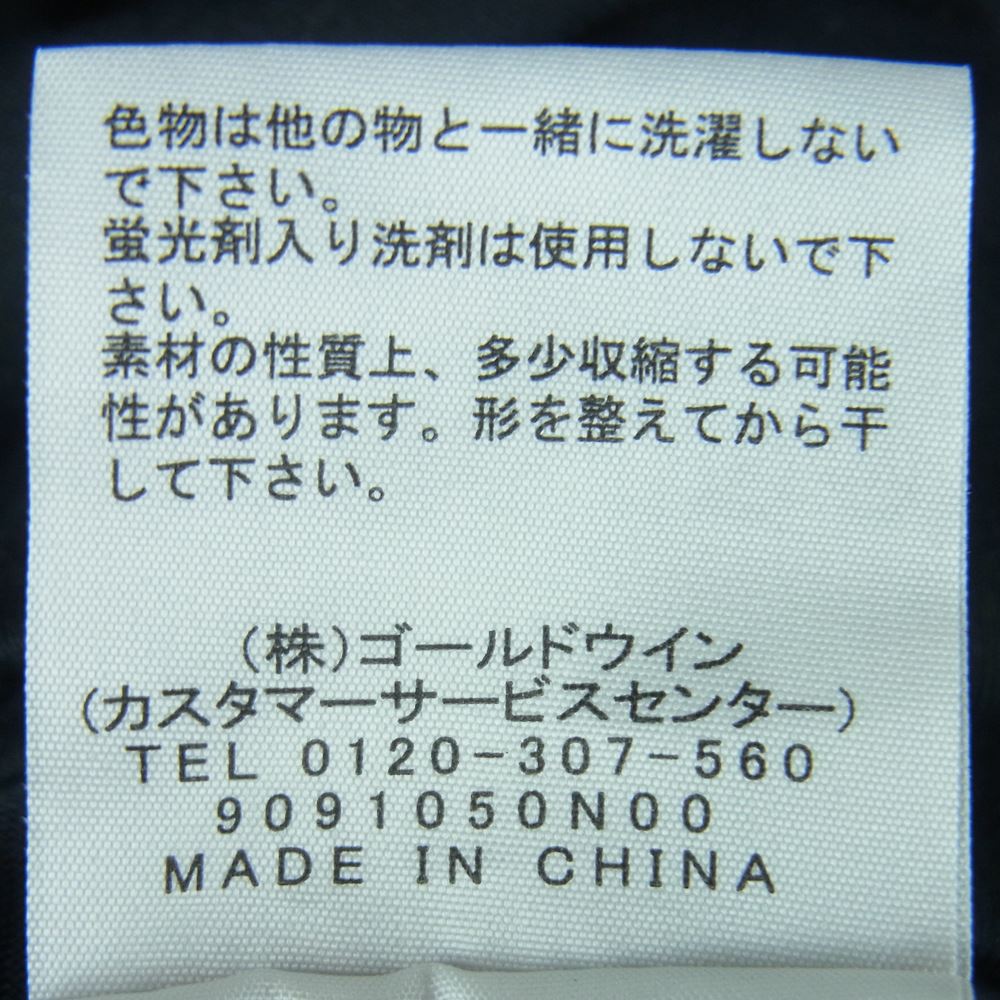 色物は他の物と一緒に洗濯しない
で下さい。
蛍光剤入り洗剤は使用しないで下
さい。
素材の性質上、多少収縮する可能
性があります。形を整えてから干
して下さい。
(株)ゴールドウイン
(カスタマーサービスセンター)
TEL 0120-307-560
9091050N00
MADE IN CHINA